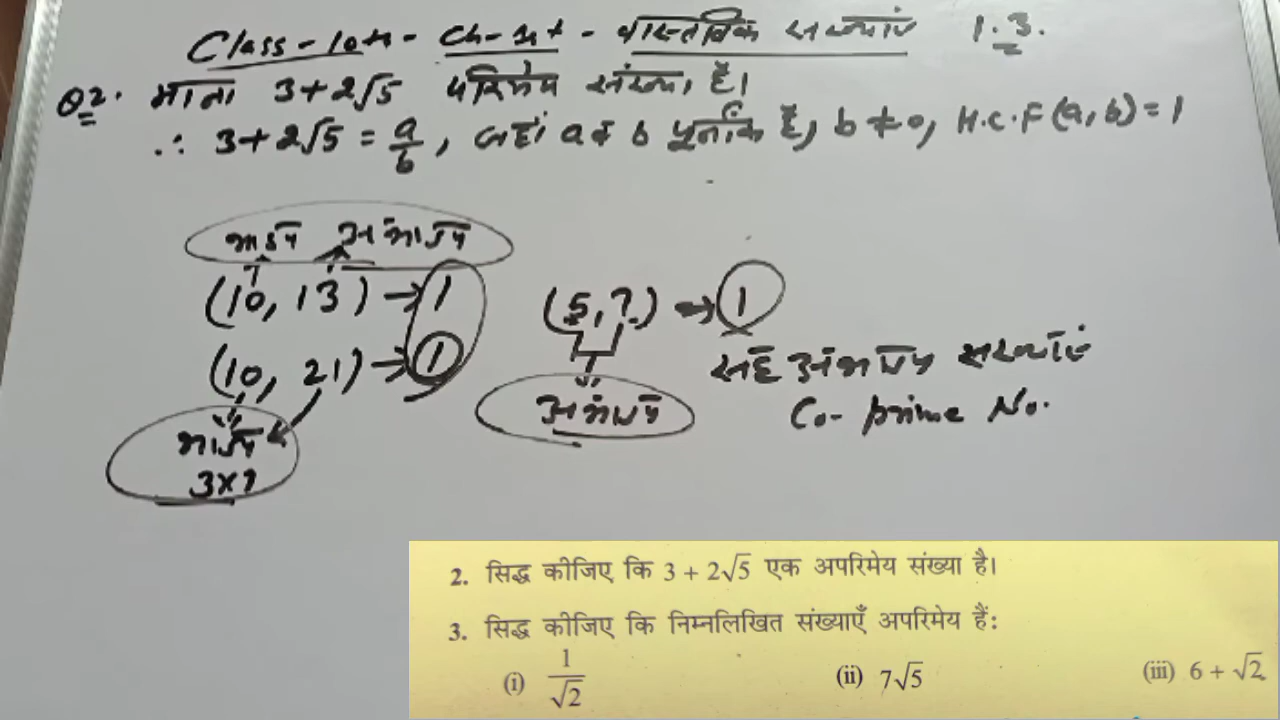 Class - 10th - Ch-1st - वास्तविक संख्याएं 1.3.
Q2. माना 3+2√5 परिमेय संख्या है।
∴ 3+2√5 = a/b, जहां a व b पूर्णांक हैं, b ≠ 0, H.C.F (a, b) = 1
भाज्य अभाज्य
(10, 13) → 1
(5, 7) → 1
(10, 21) → 1
सह अभाज्य संख्याएं
अभाज्य
Co-prime No.
भाज्य
3×7
2. सिद्ध कीजिए कि 3 + 2√5 एक अपरिमेय संख्या है।
3. सिद्ध कीजिए कि निम्नलिखित संख्याएँ अपरिमेय हैं:
(i) 1/√2 (ii) 7√5 (iii) 6 + √2